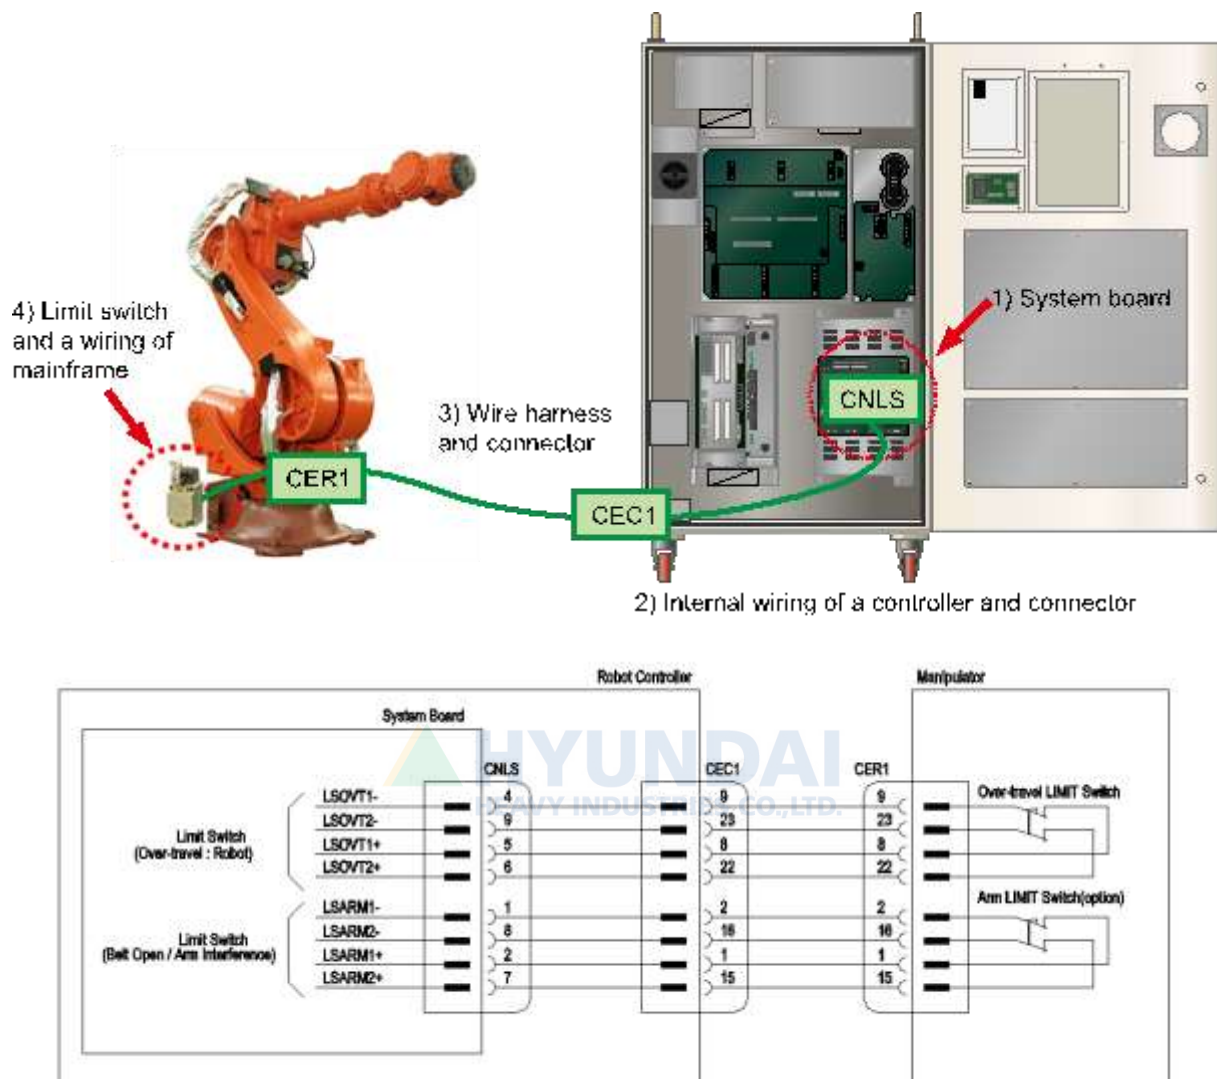 4) Limit switch
and a wiring of
mainframe
3) Wire harness
and connector
1) System board
CNLS
CER1
CEC1
2) Internal wiring of a controller and connector
Robot Controller
Manipulator
System Board
HYUNDAI
HEAVY INDUSTRIES CO.,LTD.
CNLS
CEC1
CER1
Limit Switch
(Over-travel : Robot)
LSOVT1- 4 9 9
LSOVT2- 9 23 23
LSOVT1+ 5 8 8
LSOVT2+ 6 22 22
Over-travel LIMIT Switch
Limit Switch
(Belt Open / Arm Interference)
LSARM1- 1 2 2
LSARM2- 8 16 16
LSARM1+ 2 1 1
LSARM2+ 7 15 15
Arm LIMIT Switch(option)